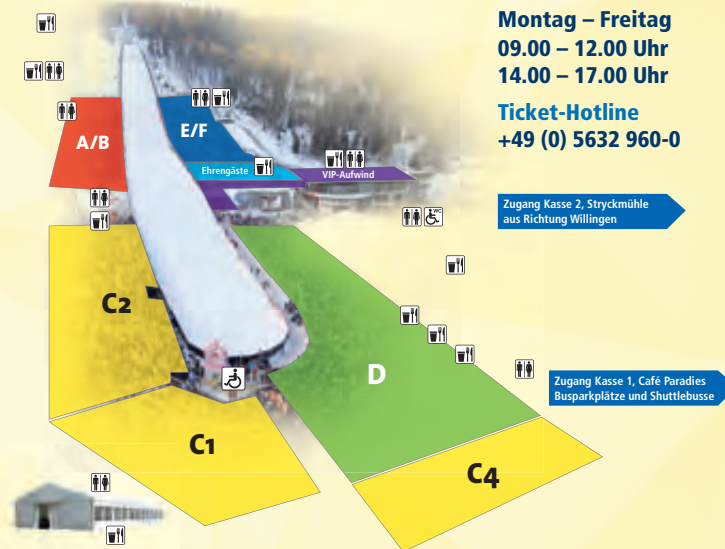 Montag – Freitag
09.00 – 12.00 Uhr
14.00 – 17.00 Uhr
Ticket-Hotline
+49 (0) 5632 960-0
A/B
E/F
Ehrengäste
VIP-Aufwind
Zugang Kasse 2, Stryckmühle
aus Richtung Willingen
WC
C2
D
Zugang Kasse 1, Café Paradies
Busparkplätze und Shuttlebusse
C1
C4